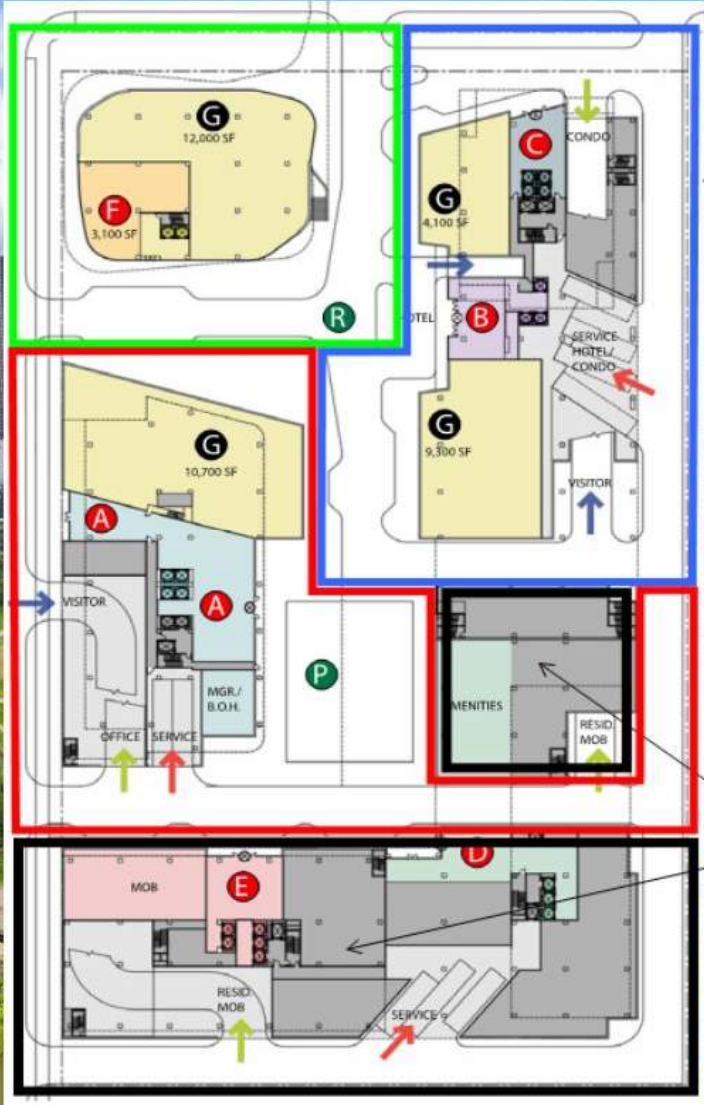 G
12,000 SF
F
3,100 SF
R
C
CONDO
G
4,100 SF
B
SERVICE
HOTEL/
CONDO
G
9,300 SF
VISITOR
G
10,700 SF
A
A
VISITOR
MGR./
B.O.H.
OFFICE
SERVICE
P
MENITIES
RESID.
MOB
D
MOB
E
RESID.
MOB
SERVICE